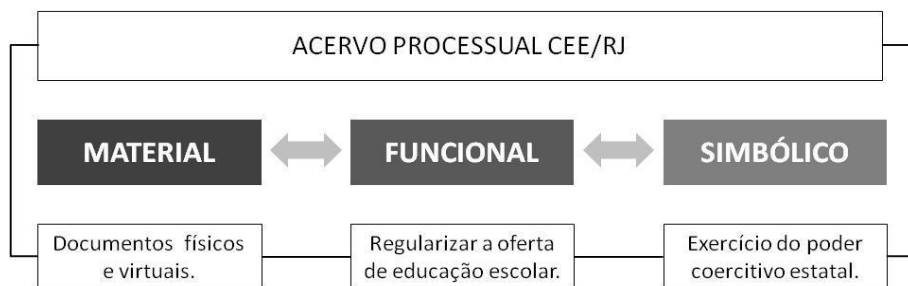 ACERVO PROCESSUAL CEE/RJ
MATERIAL
FUNCIONAL
SIMBÓLICO
Documentos físicos
e virtuais.
Regularizar a oferta
de educação escolar.
Exercício do poder
coercitivo estatal.